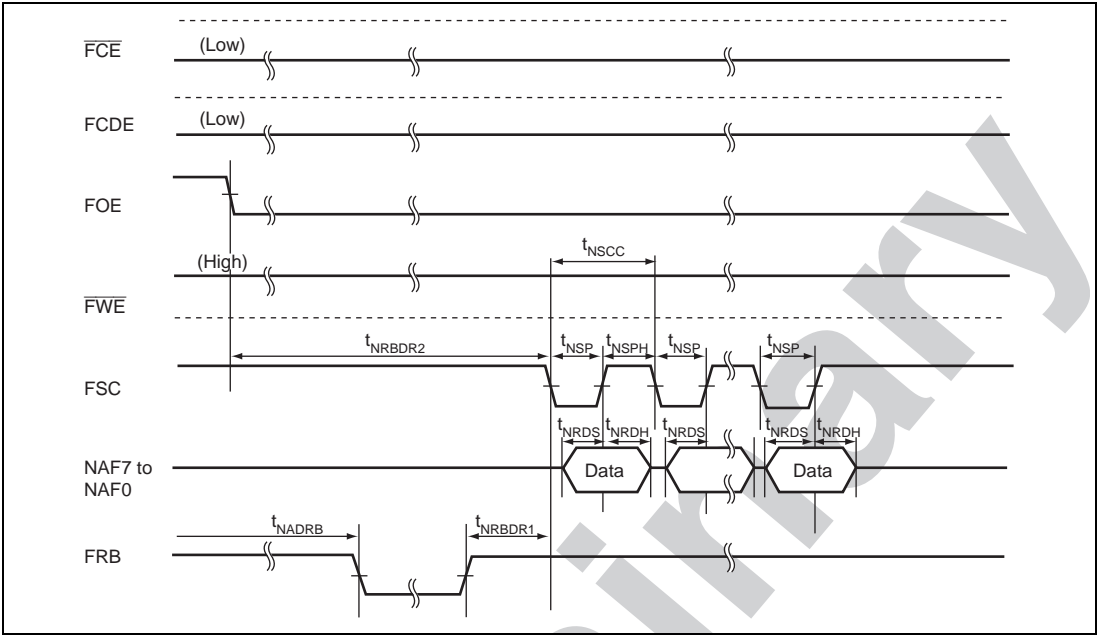 FCE (Low)
FCDE (Low)
FOE
(High)
tNSCC
FWE
tNRBDR2 tNSP tNSPH tNSP tNSP
FSC
tNRDS tNRDH tNRDS tNRDS tNRDH
NAF7 to
NAF0
Data Data
tNADRB tNRBDR1
FRB
inary